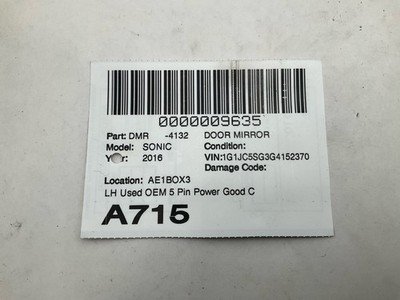 0000009635
Part: DMR -4132 DOOR MIRROR
Model: SONIC Condition:
Year: 2016 VIN:1G1JC5SG3G4152370
Damage Code:
Location: AE1BOX3
LH Used OEM 5 Pin Power Good C
A715